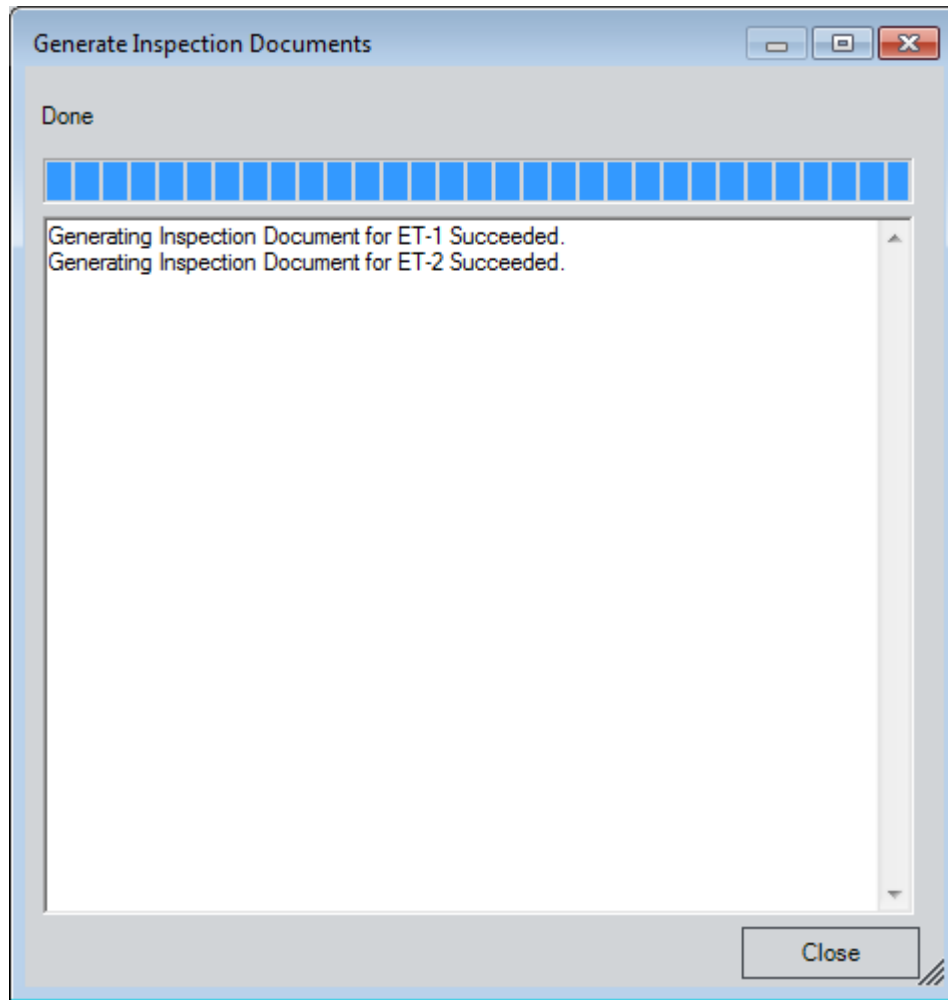 Generate Inspection Documents
Done
Generating Inspection Document for ET-1 Succeeded.
Generating Inspection Document for ET-2 Succeeded.
Close